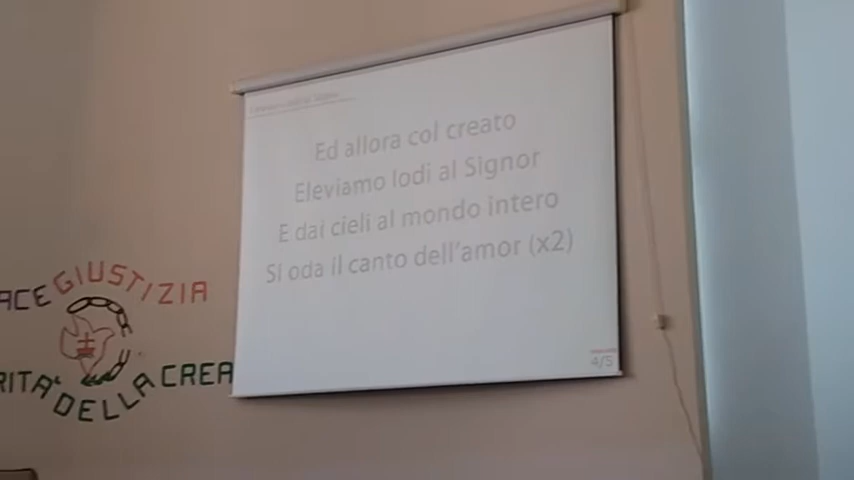 Ed allora col creato
Eleviamo lodi al Signor
E dai cieli al mondo intero
Si oda il canto dell'amor (x2)
4/5
ACE GIUSTIZIA
RITA' DELLA CREA